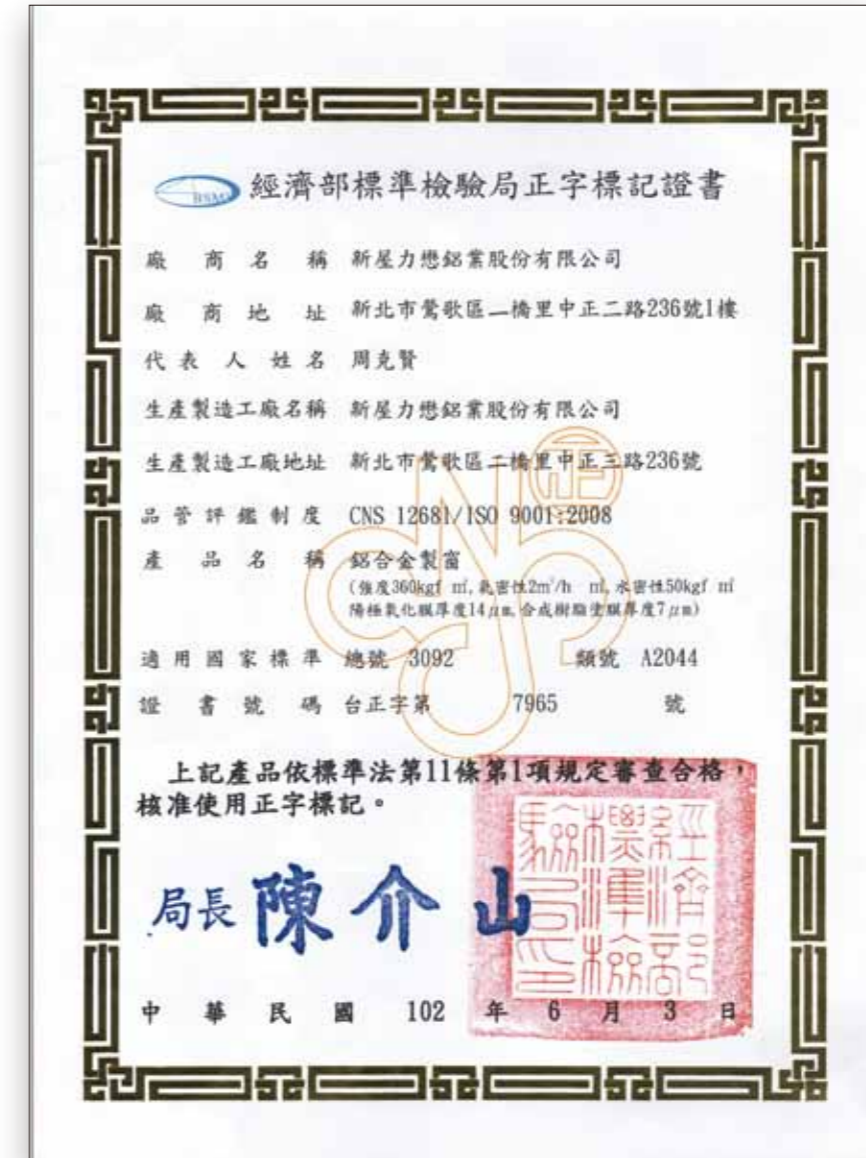 BSMI 經濟部標準檢驗局正字標記證書
廠商名稱 新屋力懋鋁業股份有限公司
廠商地址 新北市鶯歌區二橋里中正二路236號1樓
代表人姓名 周克賢
生產製造工廠名稱 新屋力懋鋁業股份有限公司
生產製造工廠地址 新北市鶯歌區二橋里中正三路236號
品管評鑑制度 CNS 12681/ISO 9001:2008
產品名稱 鋁合金製窗
(強度360kgf ㎡, 氣密性2m³/h ㎡, 水密性50kgf ㎡
陽極氧化膜厚度14μm, 合成樹脂塗膜厚度7μm)
適用國家標準 總號 3092 類號 A2044
證書號碼 台正字第 7965 號
上記產品依標準法第11條第1項規定審查合格，
核准使用正字標記。
局長 陳介山
中華民國 102 年 6 月 3 日
經濟部標準檢驗局印